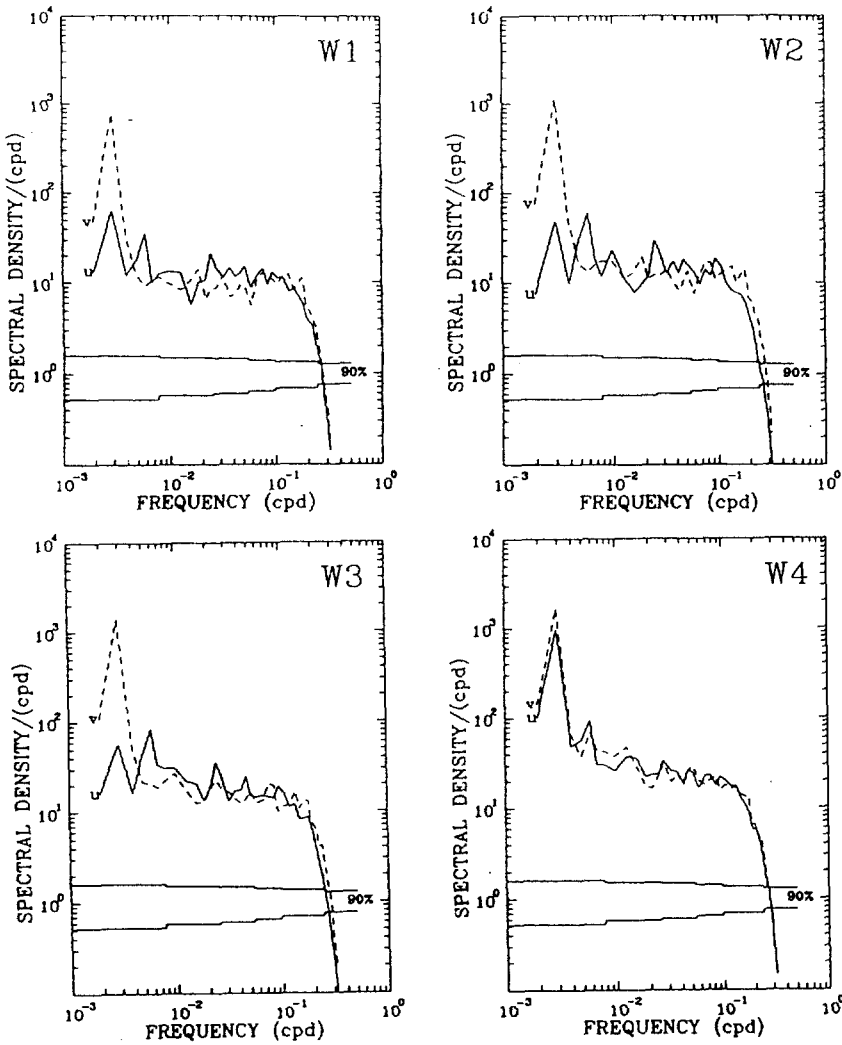 W1
SPECTRAL DENSITY/(cpd)
10⁴
10³
10²
10¹
10⁰
v
u
90%
10⁻³
10⁻²
10⁻¹
10⁰
FREQUENCY (cpd)
W2
SPECTRAL DENSITY/(cpd)
10⁴
10³
10²
10¹
10⁰
v
u
90%
10⁻³
10⁻²
10⁻¹
10⁰
FREQUENCY (cpd)
W3
SPECTRAL DENSITY/(cpd)
10⁴
10³
10²
10¹
10⁰
v
u
90%
10⁻³
10⁻²
10⁻¹
10⁰
FREQUENCY (cpd)
W4
SPECTRAL DENSITY/(cpd)
10⁴
10³
10²
10¹
10⁰
v
u
90%
10⁻³
10⁻²
10⁻¹
10⁰
FREQUENCY (cpd)